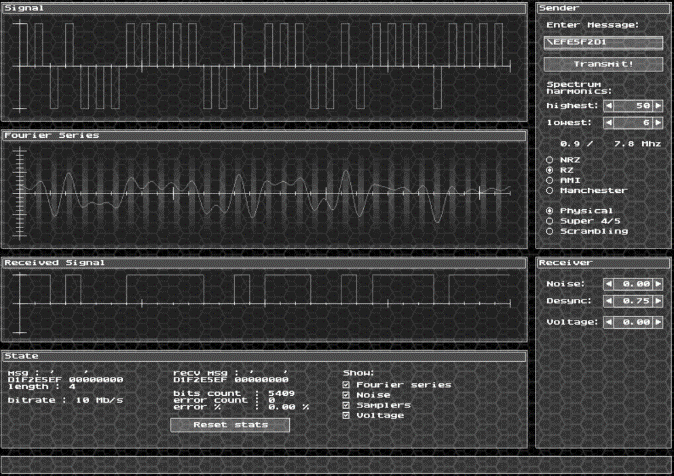 Signal
Fourier Series
Received Signal
State
msg : ' '
D1F2E5EF 00000000
length : 4
bitrate : 10 Mb/s
recv msg : ' '
D1F2E5EF 00000000
bits count : 5409
error count : 0
error % : 0.00 %
Reset stats
Show:
Fourier series
Noise
Samplers
Voltage
Sender
Enter Message:
\EFE5F2D1
Transmit!
Spectrum
harmonics:
highest: 50
lowest: 6
0.9 / 7.8 Mhz
NRZ
RZ
AMI
Manchester
Physical
Super 4/5
Scrambling
Receiver
Noise: 0.00
Desync: 0.75
Voltage: 0.00